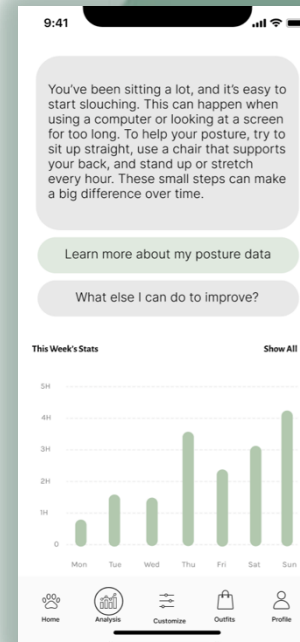 9:41
You've been sitting a lot, and it's easy to
start slouching. This can happen when
using a computer or looking at a screen
for too long. To help your posture, try to
sit up straight, use a chair that supports
your back, and stand up or stretch
every hour. These small steps can make
a big difference over time.
Learn more about my posture data
What else I can do to improve?
This Week's Stats Show All
5H
4H
3H
2H
1H
0
Mon Tue Wed Thu Fri Sat Sun
Home Analysis Customize Outfits Profile